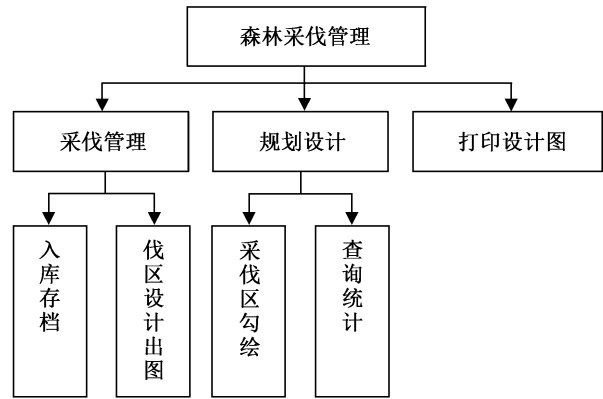 森林采伐管理
采伐管理
规划设计
打印设计图
入库存档
伐区设计出图
采伐区勾绘
查询统计